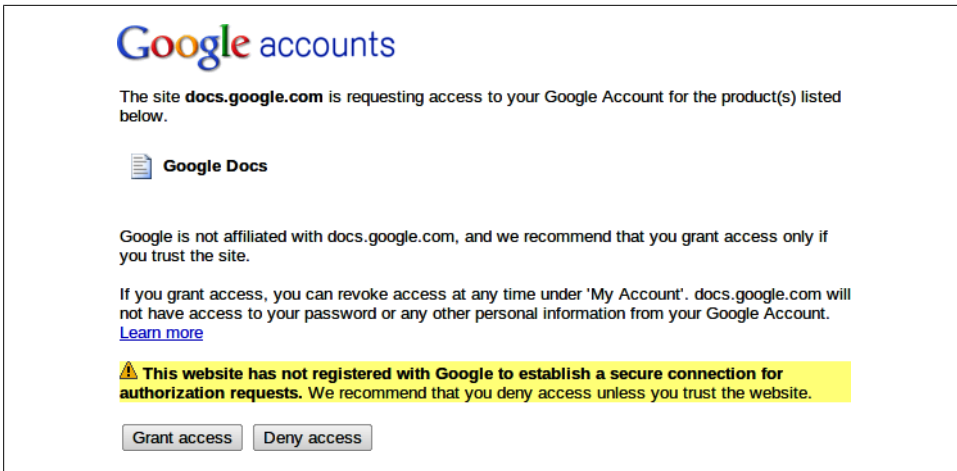 Google accounts
The site docs.google.com is requesting access to your Google Account for the product(s) listed
below.
Google Docs
Google is not affiliated with docs.google.com, and we recommend that you grant access only if
you trust the site.
If you grant access, you can revoke access at any time under 'My Account'. docs.google.com will
not have access to your password or any other personal information from your Google Account.
Learn more
This website has not registered with Google to establish a secure connection for
authorization requests. We recommend that you deny access unless you trust the website.
Grant access Deny access